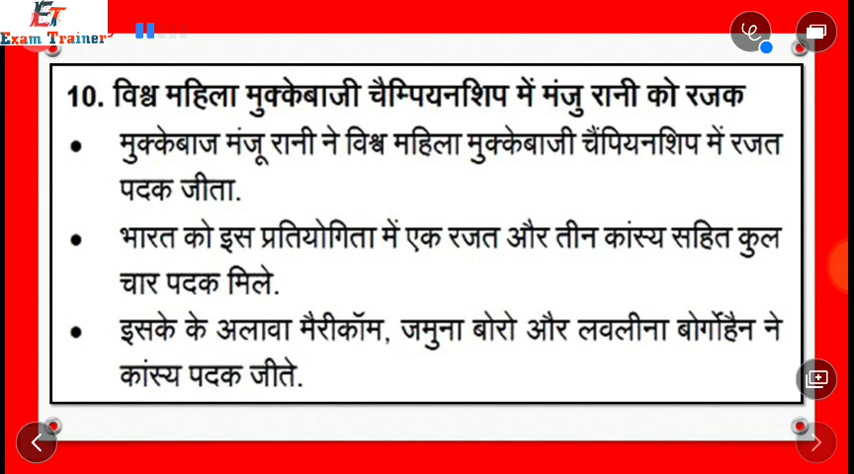 ET
Exam Trainer
10. विश्व महिला मुक्केबाजी चैम्पियनशिप में मंजु रानी को रजक
• मुक्केबाज मंजू रानी ने विश्व महिला मुक्केबाजी चैंपियनशिप में रजत
पदक जीता.
• भारत को इस प्रतियोगिता में एक रजत और तीन कांस्य सहित कुल
चार पदक मिले.
• इसके के अलावा मैरीकॉम, जमुना बोरो और लवलीना बोर्गोहैन ने
कांस्य पदक जीते.